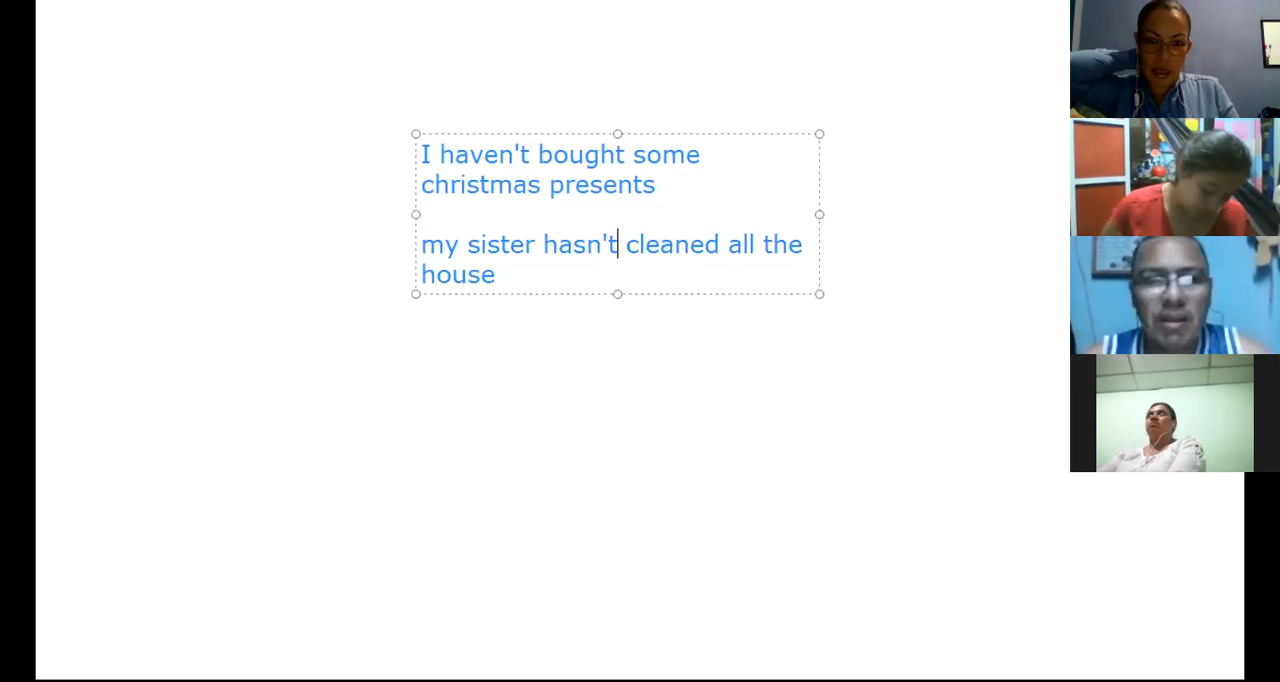 I haven't bought some
christmas presents
my sister hasn't cleaned all the
house